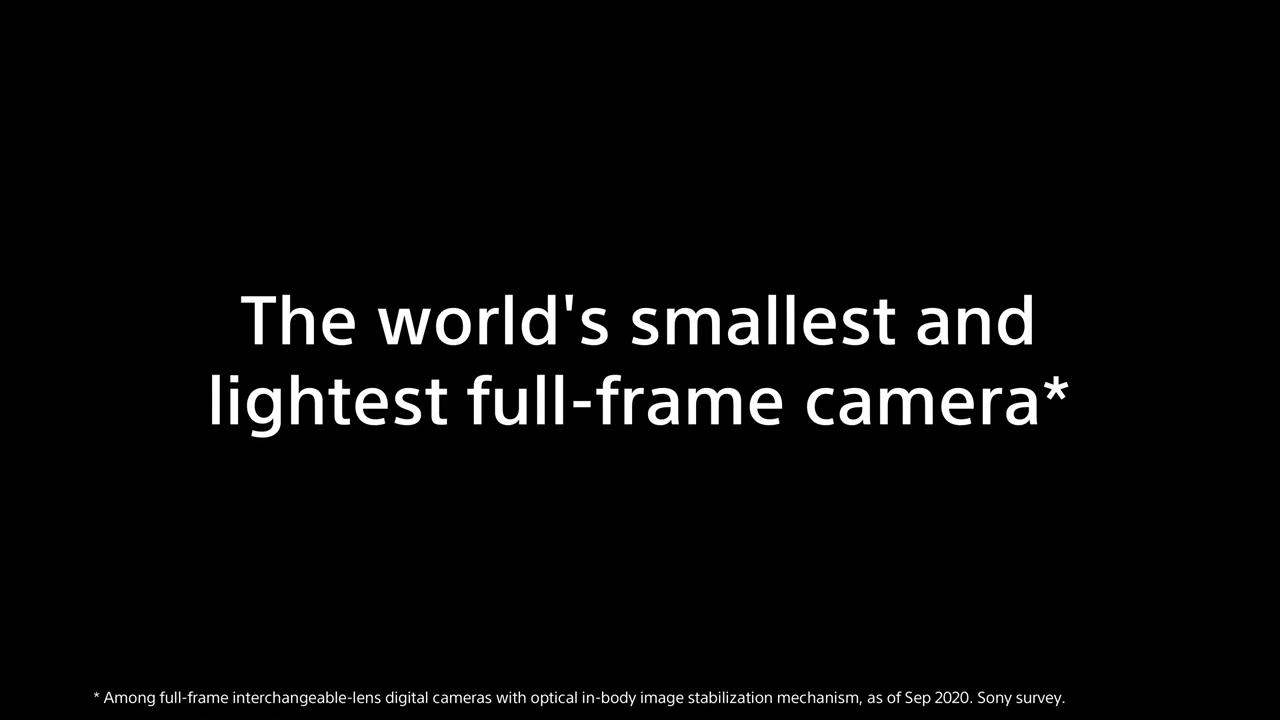 The world's smallest and
lightest full-frame camera*
* Among full-frame interchangeable-lens digital cameras with optical in-body image stabilization mechanism, as of Sep 2020. Sony survey.